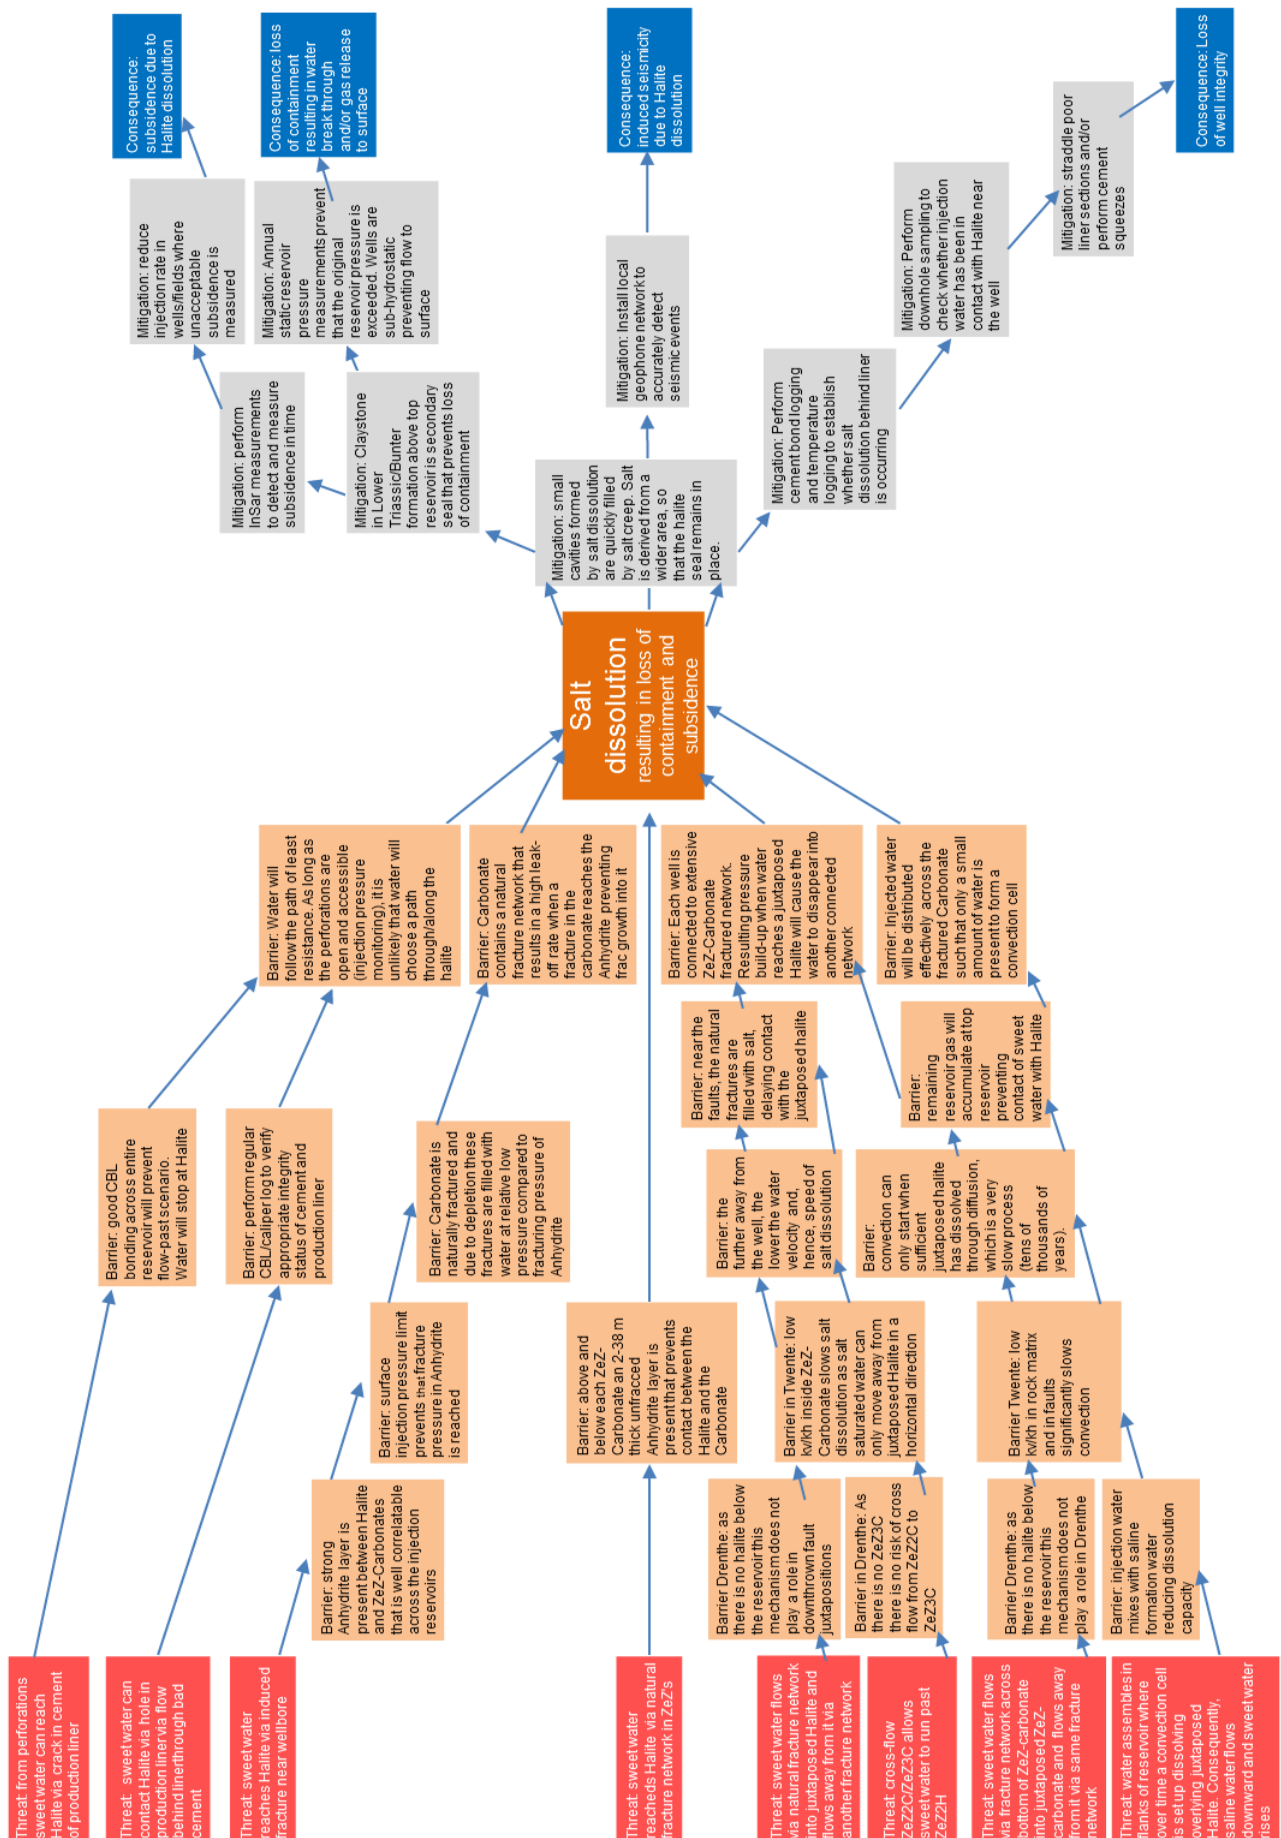 Threat: from perforations
sweet water can reach
Halite via crack in cement
of production liner
Threat: sweet water can
contact Halite via hole in
production liner via flow
behind liner through bad
cement
Threat: sweet water
reaches Halite via induced
fracture near wellbore
Threat: sweet water
reacheds Halite via natural
fracture network in ZeZ's
Threat: sweet water flows
via natural fracture network
into juxtaposed Halite and
flows away from it via
another fracture network
Threat: cross-flow
ZeZ2C/ZeZ3C allows
sweet water to run past
ZeZ2H
Threat: sweet water flows
via fracture network across
bottom of ZeZ-carbonate
into juxtaposed ZeZ-
carbonate and flows away
from it via same fracture
network
Threat: water assembles in
flanks of reservoir where
over time a convection cell
is set up dissolving
overlying juxtaposed
Halite. Consequently,
saline water flows
downward and sweet water
rises
Barrier: good CBL
bonding across entire
reservoir will prevent
flow-past scenario.
Water will stop at Halite
Barrier: perform regular
CBL/caliper log to verify
appropriate integrity
status of cement and
production liner
Barrier: strong
Anhydrite layer is
present between Halite
and ZeZ-Carbonates
that is well correlatable
across the injection
reservoirs
Barrier: surface
injection pressure limit
prevents that fracture
pressure in Anhydrite
is reached
Barrier: Carbonate is
naturally fractured and
due to depletion these
fractures are filled with
water at relative low
pressure compared to
fracturing pressure of
Anhydrite
Barrier: above and
below each ZeZ-
Carbonate an 2-38 m
thick unfracced
Anhydrite layer is
present that prevents
contact between the
Halite and the
Carbonate
Barrier Drenthe: as
there is no halite below
the reservoir this
mechanism does not
play a role in
downthrown fault
juxtapositions
Barrier in Drenthe: As
there is no ZeZ3C
there is no risk of cross
flow from ZeZ2C to
ZeZ3C
Barrier in Twente: low
kv/kh inside ZeZ-
Carbonate slows salt
dissolution as salt
saturated water can
only move away from
juxtaposed Halite in a
horizontal direction
Barrier: the
further away from
the well, the
lower the water
velocity and,
hence, speed of
salt dissolution
Barrier: near the
faults, the natural
fractures are
filled with salt,
delaying contact
with the
juxtaposed halite
Barrier Drenthe: as
there is no halite below
the reservoir this
mechanism does not
play a role in Drenthe
Barrier: injection water
mixes with saline
formation water
reducing dissolution
capacity
Barrier Twente: low
kv/kh in rock matrix
and in faults
significantly slows
convection
Barrier:
convection can
only start when
sufficient
juxtaposed halite
has dissolved
through diffusion,
which is a very
slow process
(tens of
thousands of
years).
Barrier:
remaining
reservoir gas will
accumulate at top
reservoir
preventing
contact of sweet
water with Halite
Barrier: Water will
follow the path of least
resistance. As long as
the perforations are
open and accessible
(injection pressure
monitoring), it is
unlikely that water will
choose a path
through/along the
halite
Barrier: Carbonate
contains a natural
fracture network that
results in a high leak-
off rate when a
fracture in the
carbonate reaches the
Anhydrite preventing
frac growth into it
Barrier: Each well is
connected to extensive
ZeZ-Carbonate
fractured network.
Resulting pressure
build-up when water
reaches a juxtaposed
Halite will cause the
water to disappear into
another connected
network
Barrier: Injected water
will be distributed
effectively across the
fractured Carbonate
such that only a small
amount of water is
present to form a
convection cell
Salt
dissolution
resulting in loss of
containment and
subsidence
Mitigation: small
cavities formed
by salt dissolution
are quickly filled
by salt creep. Salt
is derived from a
wider area, so
that the halite
seal remains in
place.
Mitigation: perform
InSar measurements
to detect and measure
subsidence in time
Mitigation: Claystone
in Lower
Triassic/Bunter
formation above top
reservoir is secondary
seal that prevents loss
of containment
Mitigation: reduce
injection rate in
wells/fields where
unacceptable
subsidence is
measured
Mitigation: Annual
static reservoir
pressure
measurements prevent
that the original
reservoir pressure is
exceeded. Wells are
sub-hydrostatic
preventing flow to
surface
Mitigation: Install local
geophone network to
accurately detect
seismic events
Mitigation: Perform
cement bond logging
and temperature
logging to establish
whether salt
dissolution behind liner
is occurring
Mitigation: Perform
downhole sampling to
check whether injection
water has been in
contact with Halite near
the well
Mitigation: straddle poor
liner sections and/or
perform cement
squeezes
Consequence:
subsidence due to
Halite dissolution
Consequence: loss
of containment
resulting in water
break through
and/or gas release
to surface
Consequence:
induced seismicity
due to Halite
dissolution
Consequence: Loss
of well integrity